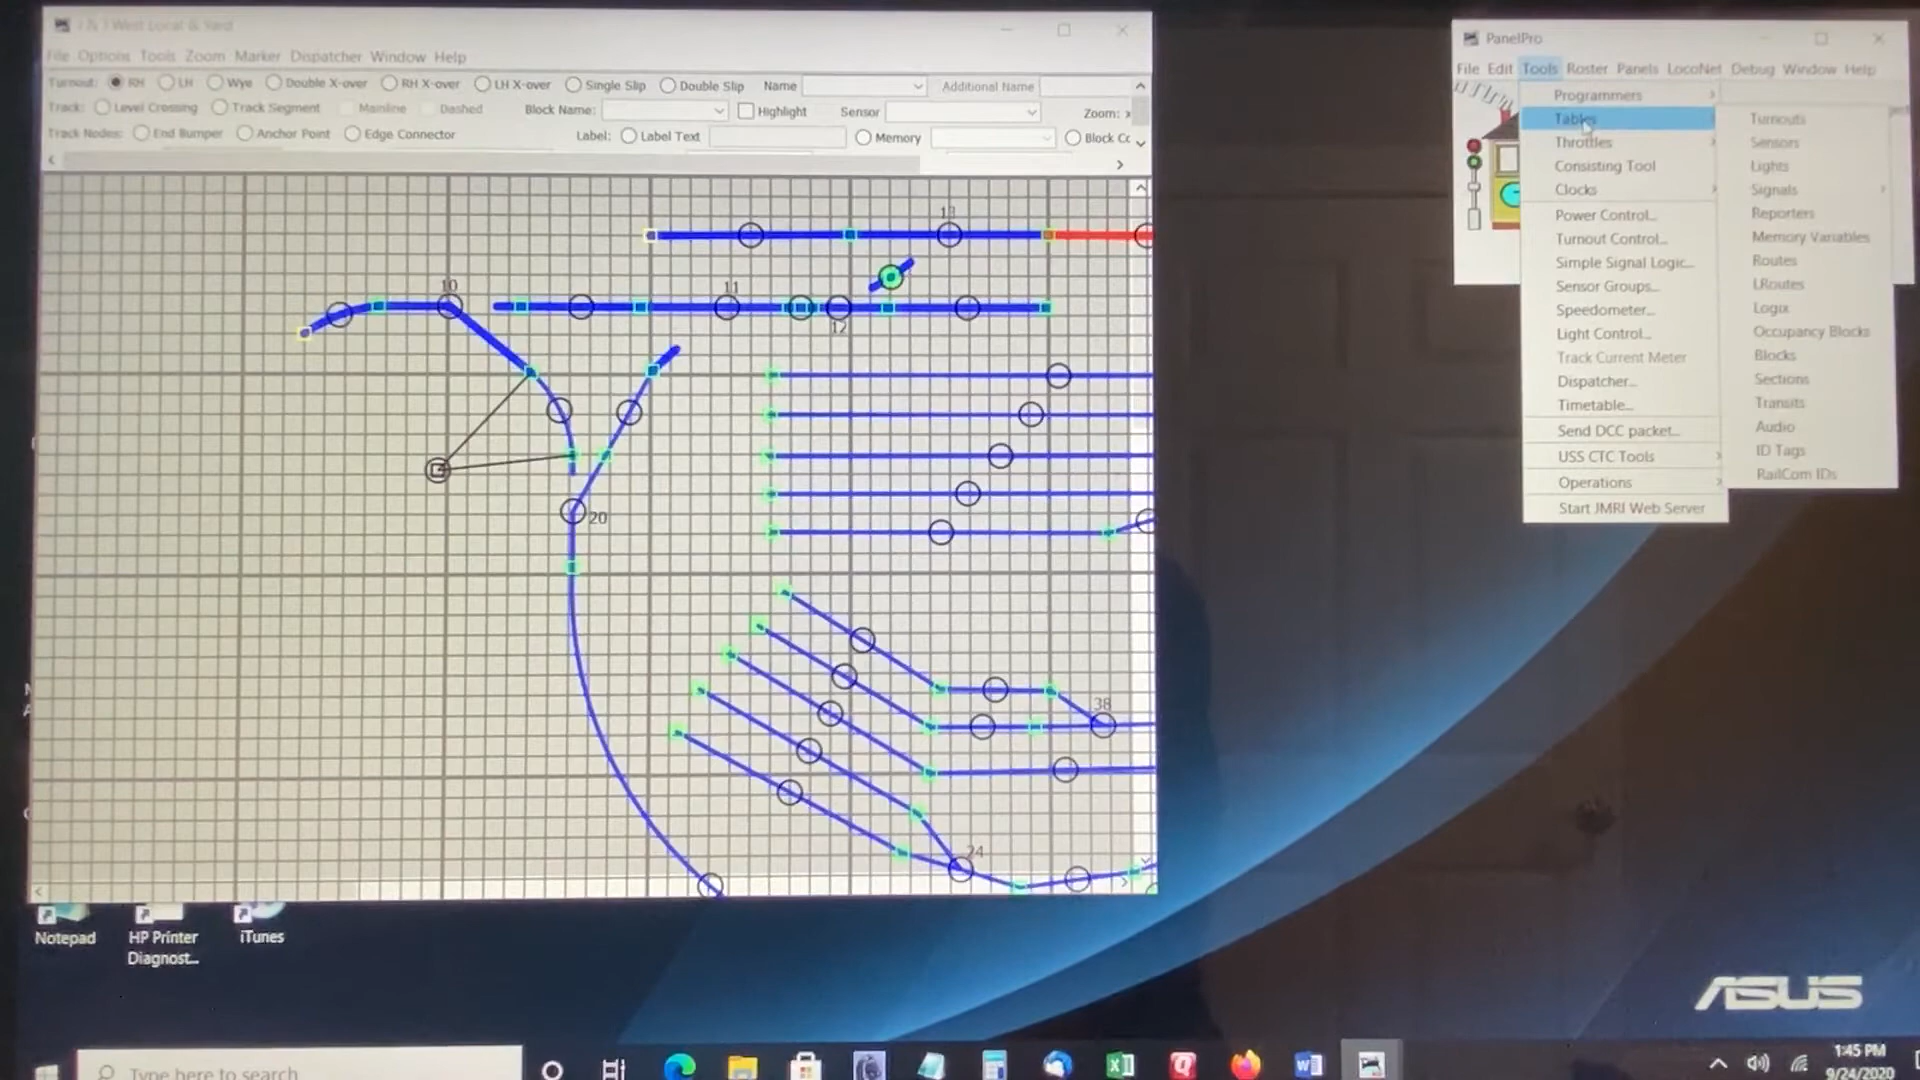 West Local & Yard
File Options Tools Zoom Marker Dispatcher Window Help
Turnout: RH LH Wye Double X-over RH X-over LH X-over Single Slip Double Slip Name Additional Name
Track: Level Crossing Track Segment Mainline Dashed Block Name: Highlight Sensor Zoom:
Track Nodes: End Bumper Anchor Point Edge Connector Label: Label Text Memory Block Cc
13
10
11
12
20
38
24
PanelPro
File Edit Tools Roster Panels LocoNet Debug Window Help
Programmers
Tables
Throttles
Consisting Tool
Clocks
Power Control...
Turnout Control...
Simple Signal Logic...
Sensor Groups...
Speedometer...
Light Control...
Track Current Meter
Dispatcher...
Timetable...
Send DCC packet...
USS CTC Tools
Operations
Start JMRI Web Server
Turnouts
Sensors
Lights
Signals
Reporters
Memory Variables
Routes
LRoutes
Logix
Occupancy Blocks
Blocks
Sections
Transits
Audio
ID Tags
RailCom IDs
Notepad
HP Printer
Diagnost...
iTunes
ASUS
Type here to search
1:45 PM
9/24/2020